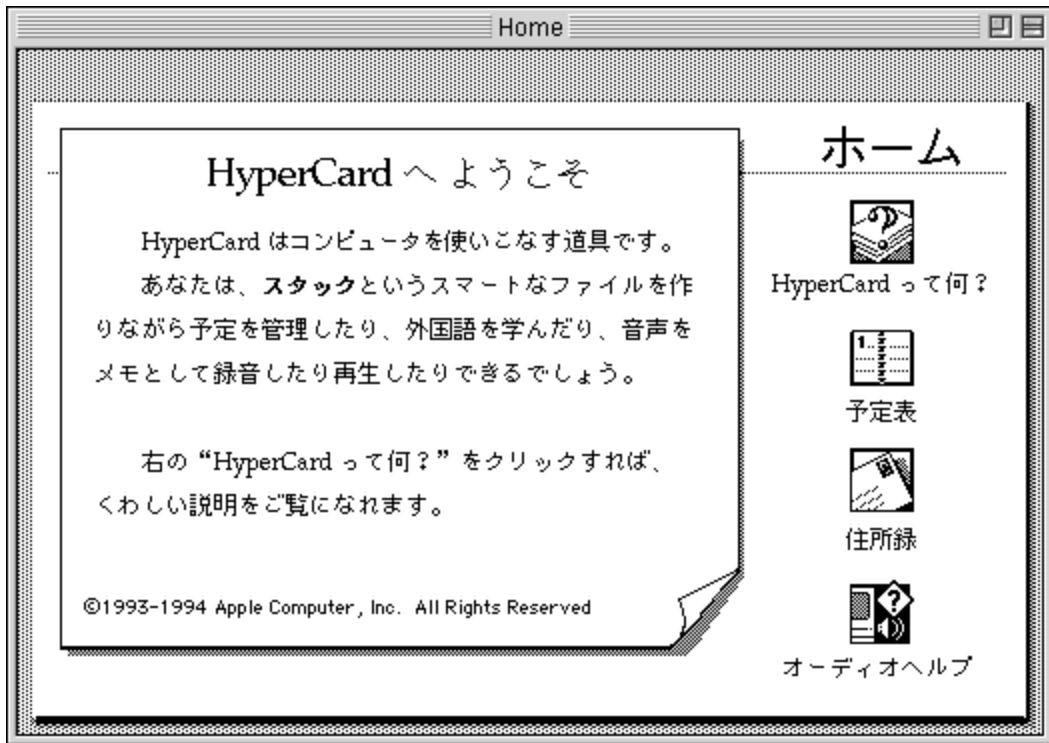 Home
HyperCard へ ようこそ
HyperCard はコンピュータを使いこなす道具です。
あなたは、スタックというスマートなファイルを作
りながら予定を管理したり、外国語を学んだり、音声を
メモとして録音したり再生したりできるでしょう。
右の“HyperCard って何？”をクリックすれば、
くわしい説明をご覧になれます。
©1993-1994 Apple Computer, Inc. All Rights Reserved
ホーム
HyperCard って何？
1
予定表
住所録
オーディオヘルプ